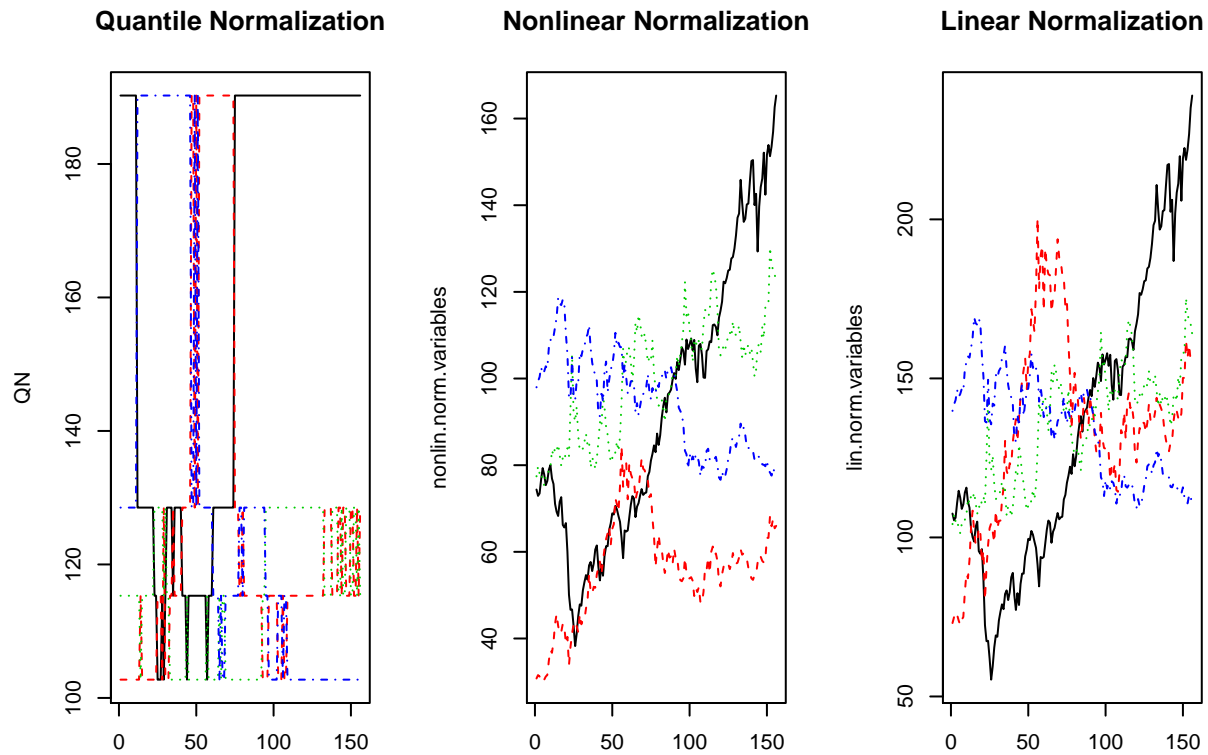 Quantile Normalization
QN
180
160
140
120
100
0 50 100 150
Nonlinear Normalization
nonlin.norm.variables
160
140
120
100
80
60
40
0 50 100 150
Linear Normalization
lin.norm.variables
200
150
100
50
0 50 100 150